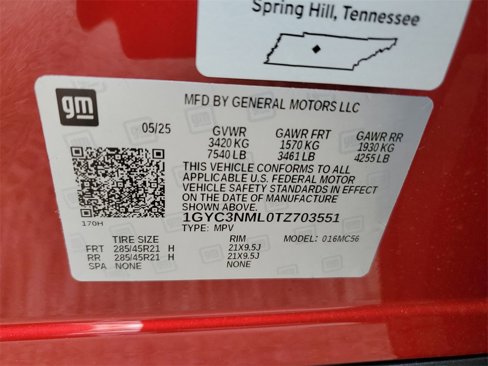 Spring Hill, Tennessee
gm
MFD BY GENERAL MOTORS LLC
05/25 GVWR GAWR FRT GAWR RR
3420 KG 1570 KG 1930 KG
7540 LB 3461 LB 4255 LB
THIS VEHICLE CONFORMS TO ALL
APPLICABLE U.S. FEDERAL MOTOR
VEHICLE SAFETY STANDARDS IN EFFECT
ON THE DATE OF MANUFACTURE
SHOWN ABOVE.
1GYC3NML0TZ703551
170H
TYPE: MPV MODEL: 016MC56
TIRE SIZE RIM
FRT 285/45R21 H 21X9.5J
RR 285/45R21 H 21X9.5J
SPA NONE NONE